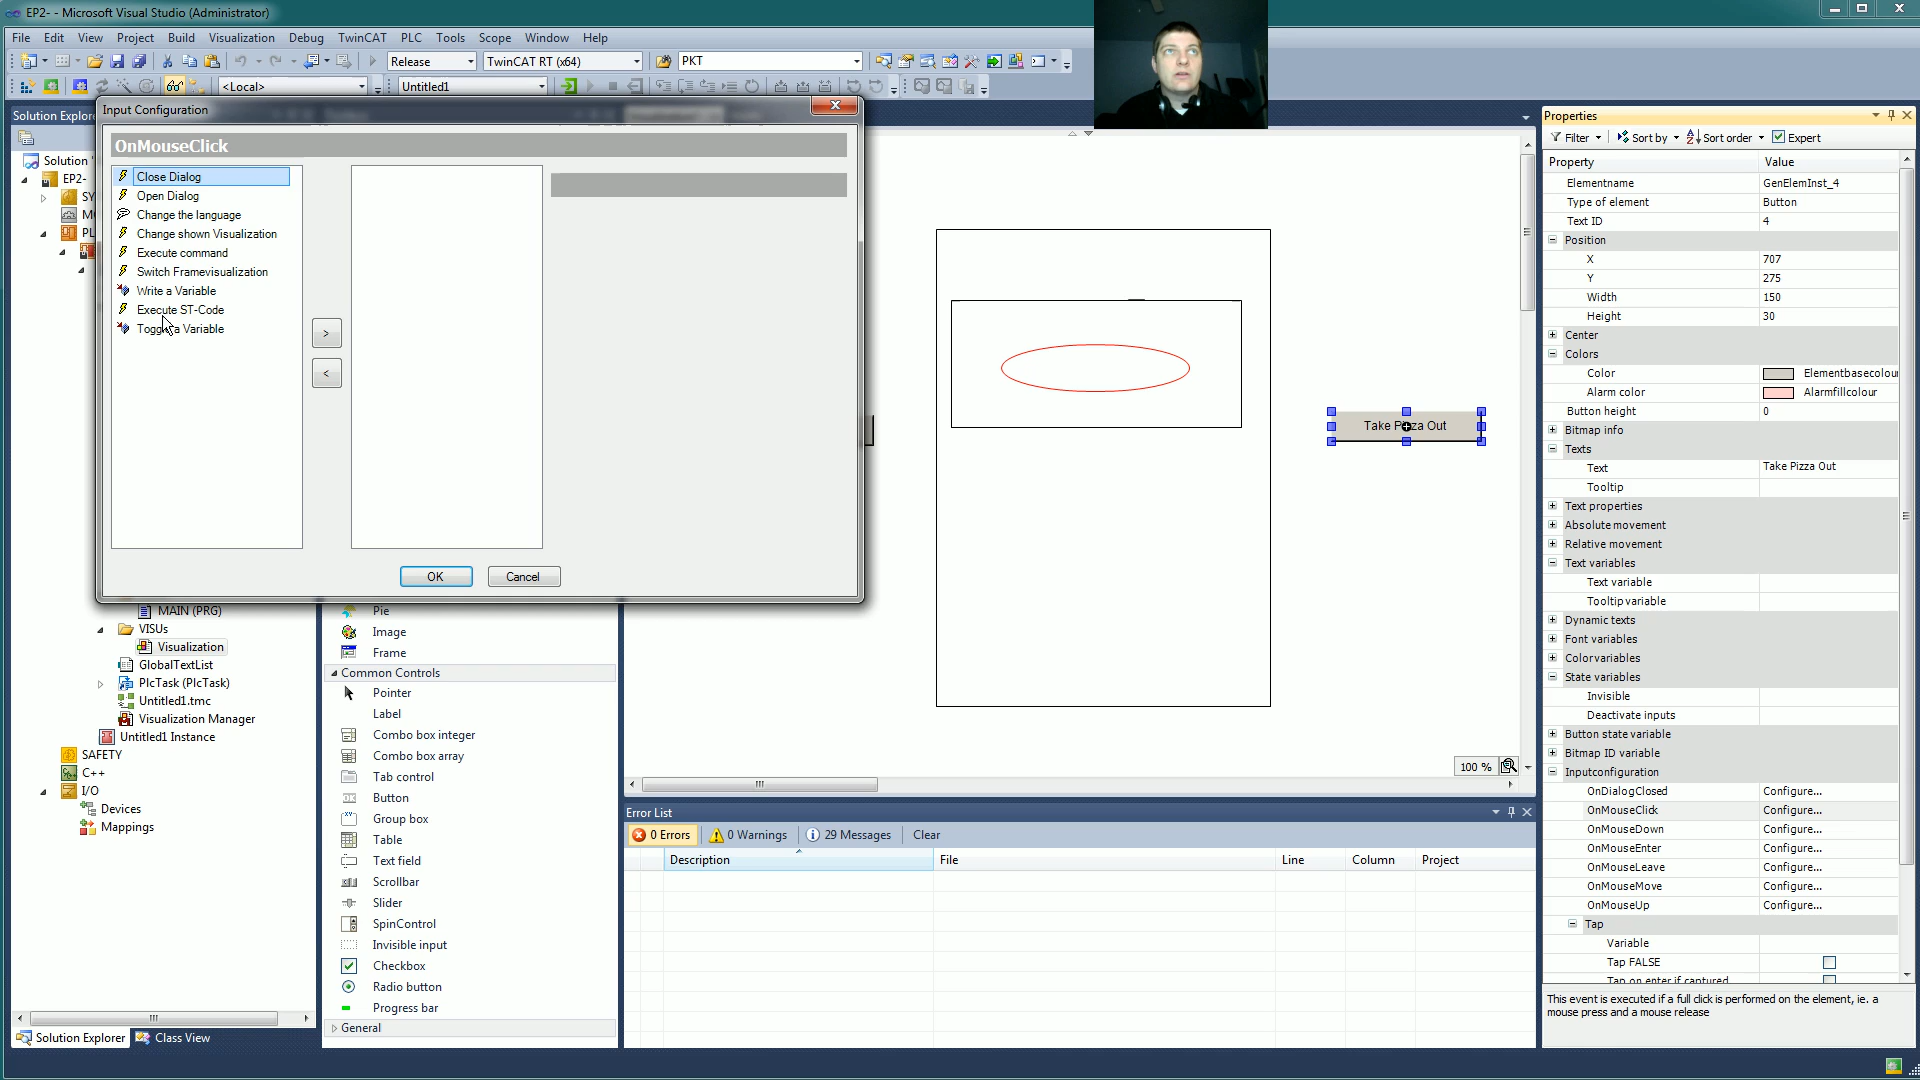 EP2- - Microsoft Visual Studio (Administrator)
File Edit View Project Build Visualization Debug TwinCAT PLC Tools Scope Window Help
Release TwinCAT RT (x64) PKT
<Local> Untitled1
Solution Explore
Solution '
EP2-
SY
MO
PL
SAFETY
C++
I/O
Devices
Mappings
MAIN (PRG)
VISUs
Visualization
GlobalTextList
PlcTask (PlcTask)
Untitled1.tmc
Visualization Manager
Untitled1 Instance
Solution Explorer Class View
Input Configuration
OnMouseClick
Close Dialog
Open Dialog
Change the language
Change shown Visualization
Execute command
Switch Framevisualization
Write a Variable
Execute ST-Code
Toggle a Variable
>
<
OK Cancel
Pie
Image
Frame
Common Controls
Pointer
Label
Combo box integer
Combo box array
Tab control
Button
Group box
Table
Text field
Scrollbar
Slider
SpinControl
Invisible input
Checkbox
Radio button
Progress bar
General
Take Pizza Out
100 %
Error List
0 Errors 0 Warnings 29 Messages Clear
Description File Line Column Project
Properties
Filter Sort by Sort order Expert
Property Value
Elementname GenElemInst_4
Type of element Button
Text ID 4
Position
X 707
Y 275
Width 150
Height 30
Center
Colors
Color Elementbasecolou
Alarm color Alarmfillcolour
Button height 0
Bitmap info
Texts
Text Take Pizza Out
Tooltip
Text properties
Absolute movement
Relative movement
Text variables
Text variable
Tooltip variable
Dynamic texts
Font variables
Color variables
State variables
Invisible
Deactivate inputs
Button state variable
Bitmap ID variable
Inputconfiguration
OnDialogClosed Configure...
OnMouseClick Configure...
OnMouseDown Configure...
OnMouseEnter Configure...
OnMouseLeave Configure...
OnMouseMove Configure...
OnMouseUp Configure...
Tap
Variable
Tap FALSE
Tap on enter if captured
This event is executed if a full click is performed on the element, ie. a
mouse press and a mouse release